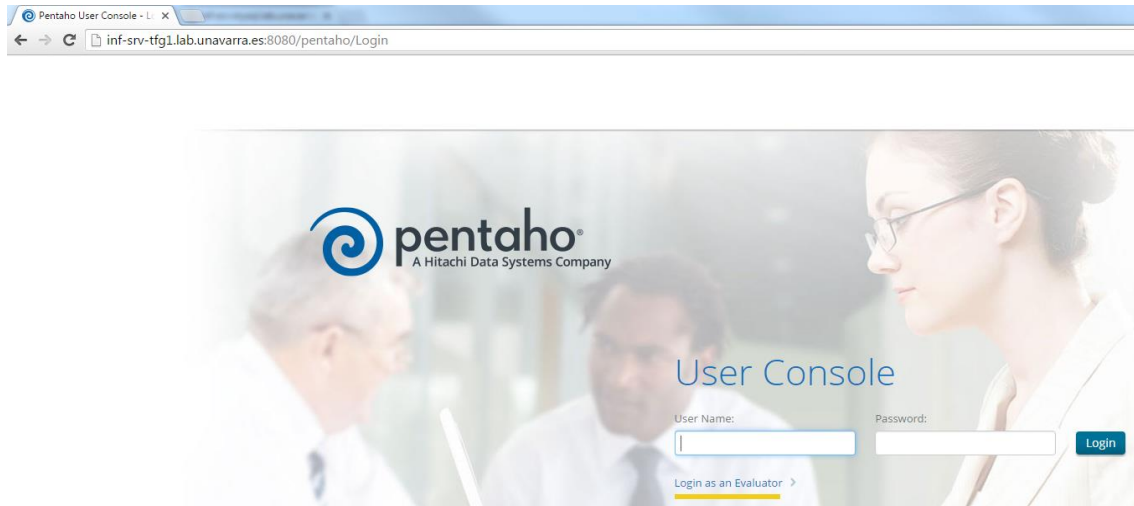 Pentaho User Console - L
inf-srv-tfg1.lab.unavarra.es:8080/pentaho/Login
pentaho®
A Hitachi Data Systems Company
User Console
User Name: Password:
Login
Login as an Evaluator >